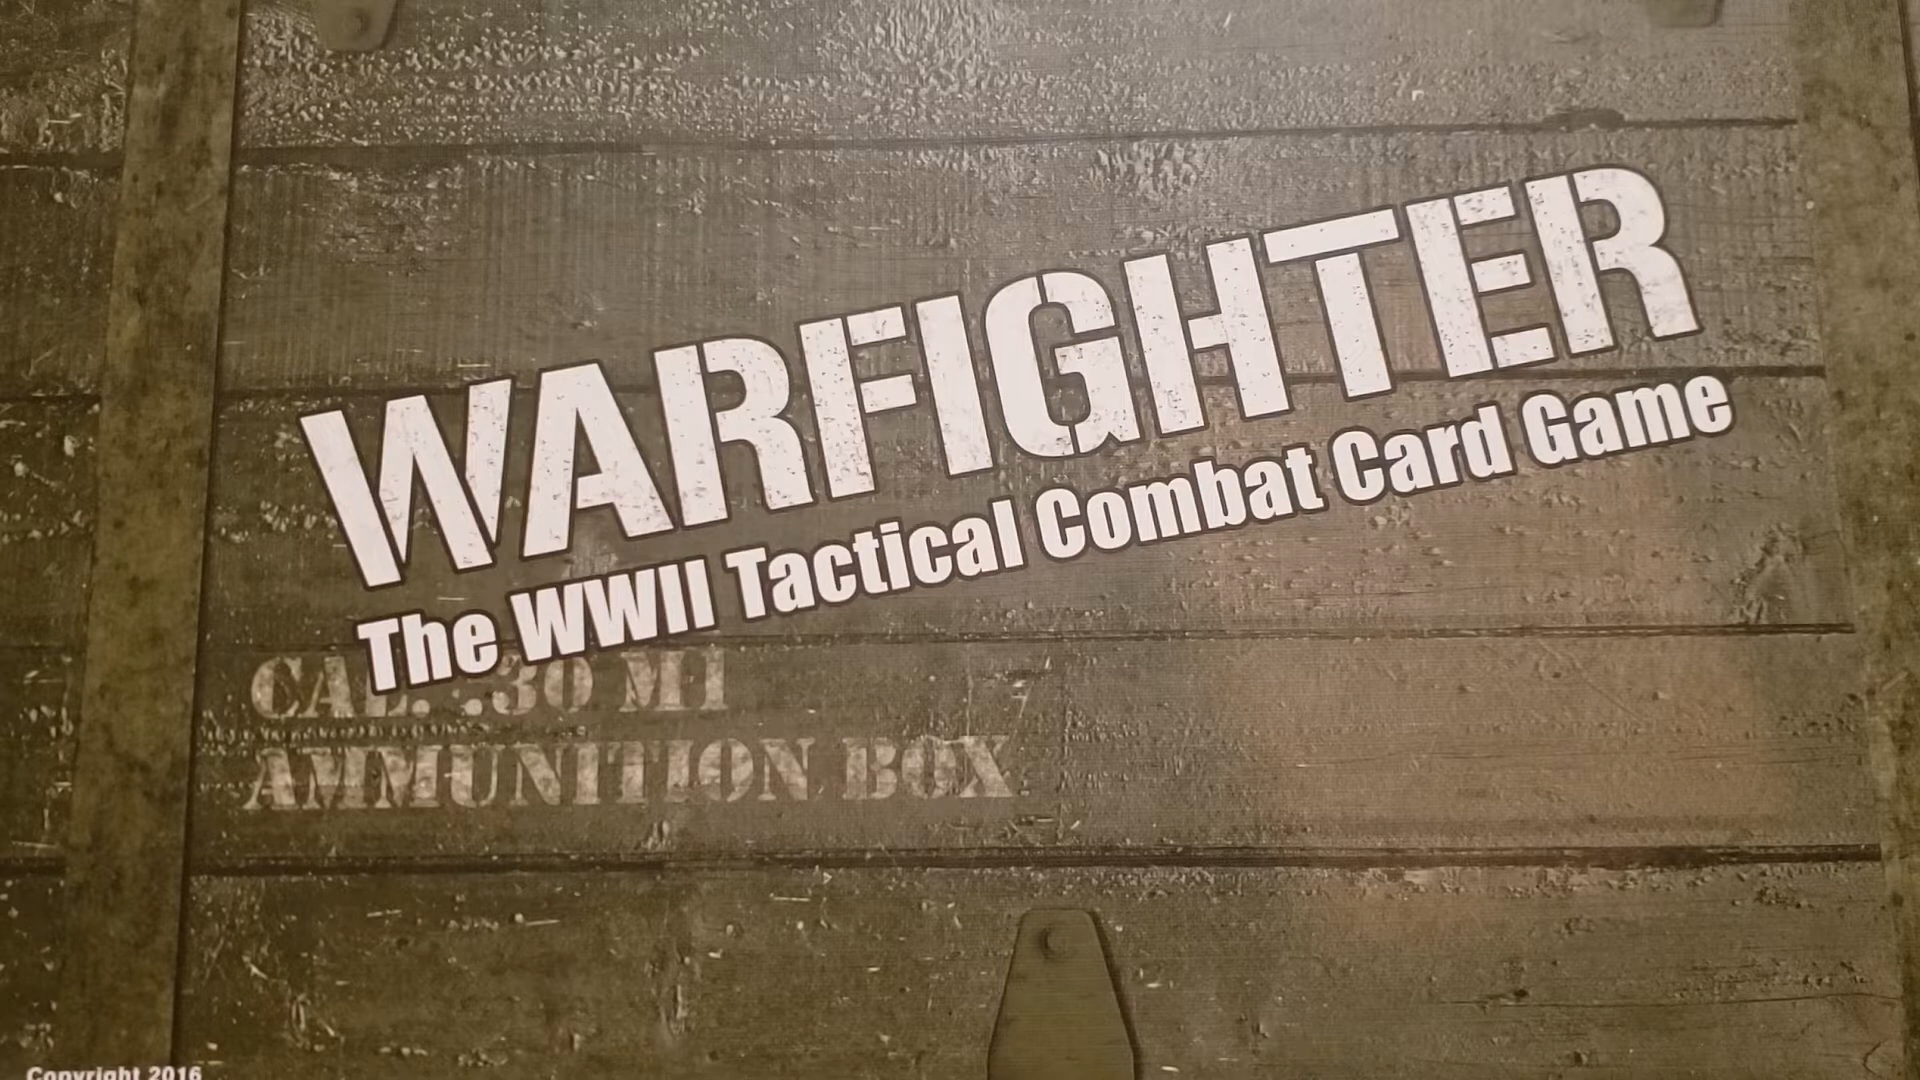 WARFIGHTER
The WWII Tactical Combat Card Game
CAL. .30 M1
AMMUNITION BOX
Copyright 2016